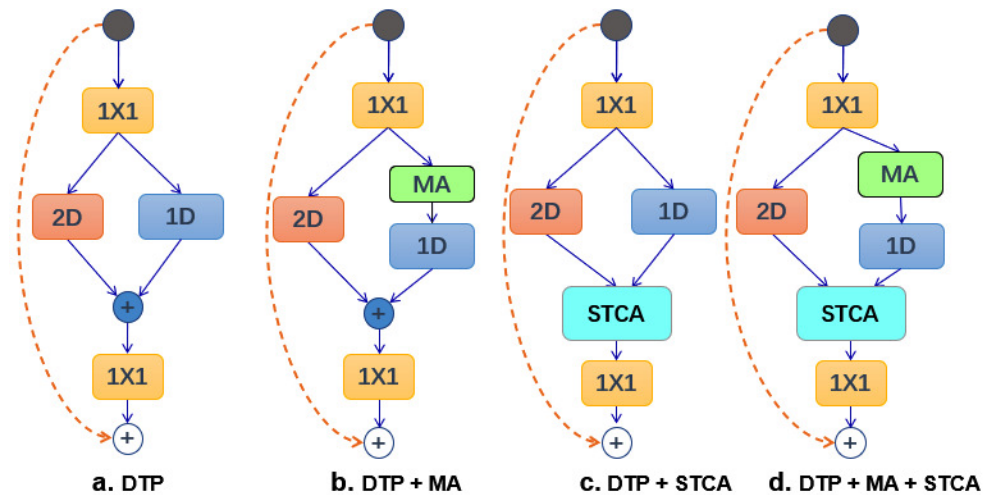 1X1
2D
1D
+
1X1
+
a. DTP
1X1
MA
2D
1D
+
1X1
+
b. DTP + MA
1X1
2D
1D
STCA
1X1
+
c. DTP + STCA
1X1
MA
2D
1D
STCA
1X1
+
d. DTP + MA + STCA